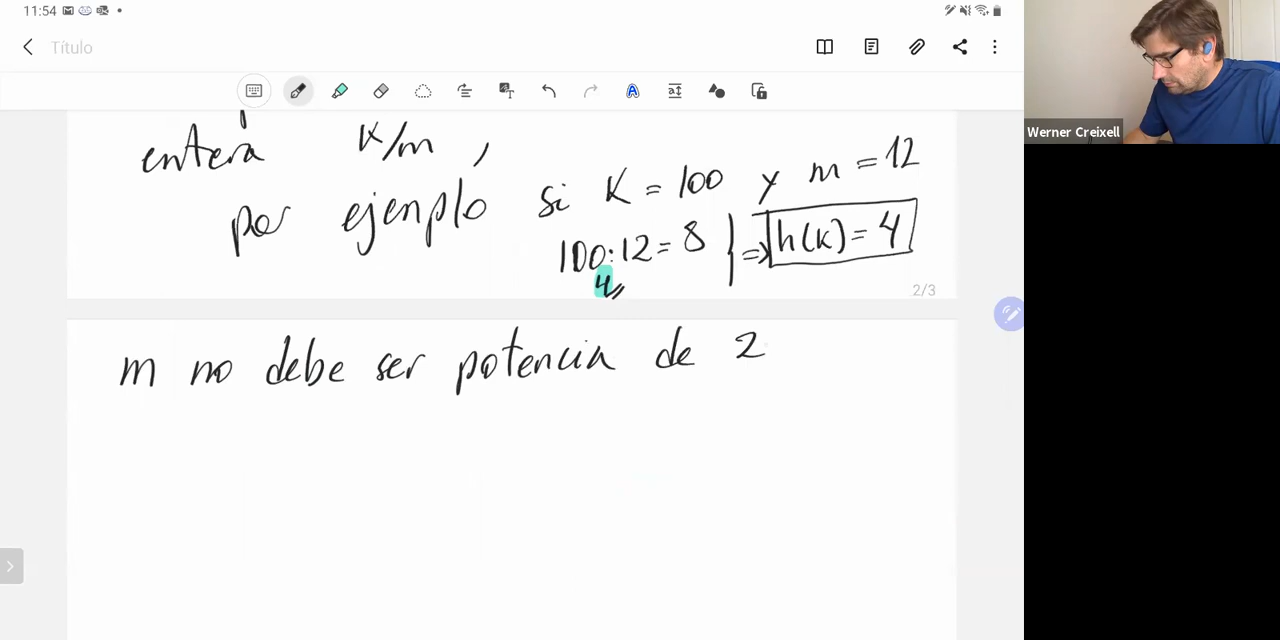 11:54
Título
Werner Creixell
entera K/m,
por ejemplo si K = 100 y m = 12
100:12 = 8 } ⇒ h(K) = 4
4
2/3
m no debe ser potencia de 2